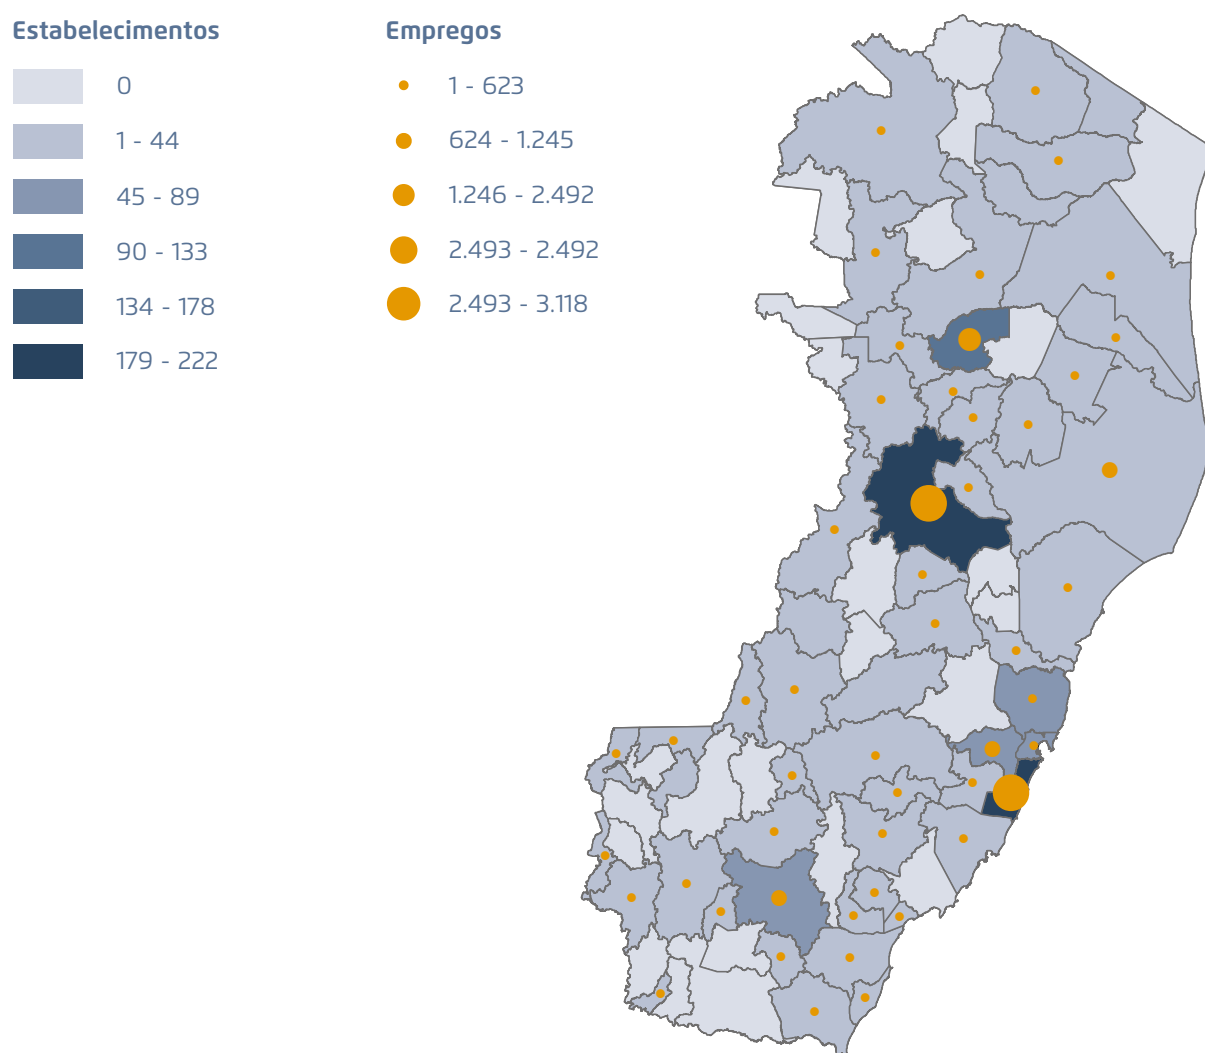 Estabelecimentos
0
1 - 44
45 - 89
90 - 133
134 - 178
179 - 222
Empregos
1 - 623
624 - 1.245
1.246 - 2.492
2.493 - 2.492
2.493 - 3.118